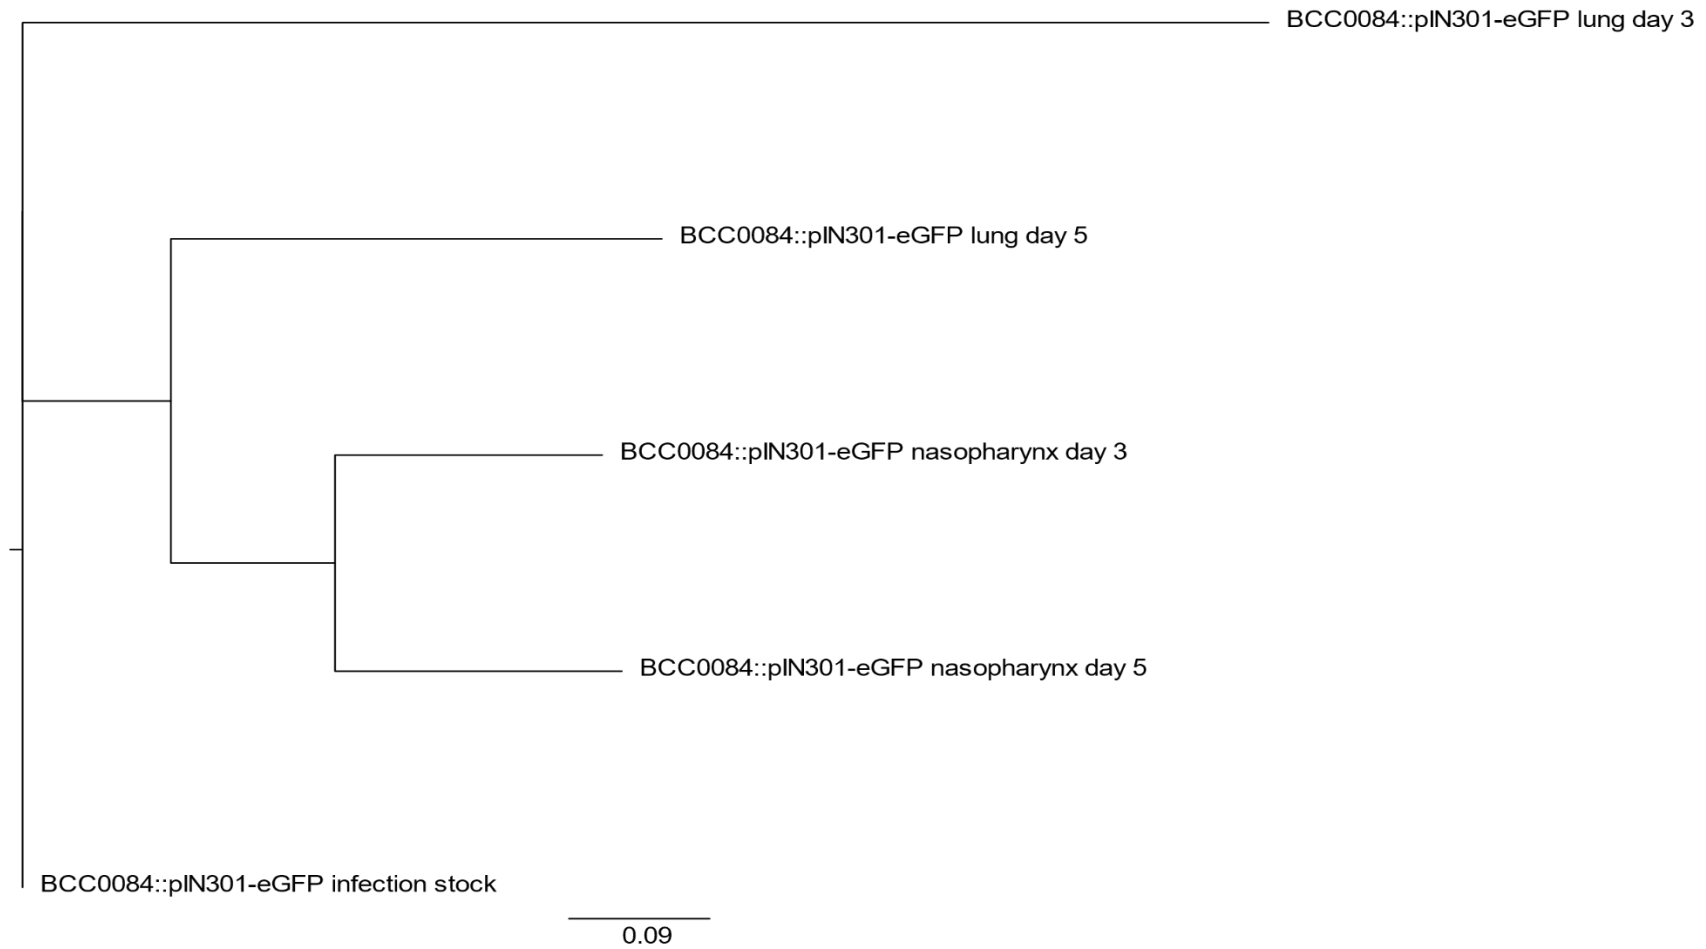 BCC0084::pIN301-eGFP lung day 3
BCC0084::pIN301-eGFP lung day 5
BCC0084::pIN301-eGFP nasopharynx day 3
BCC0084::pIN301-eGFP nasopharynx day 5
BCC0084::pIN301-eGFP infection stock
0.09